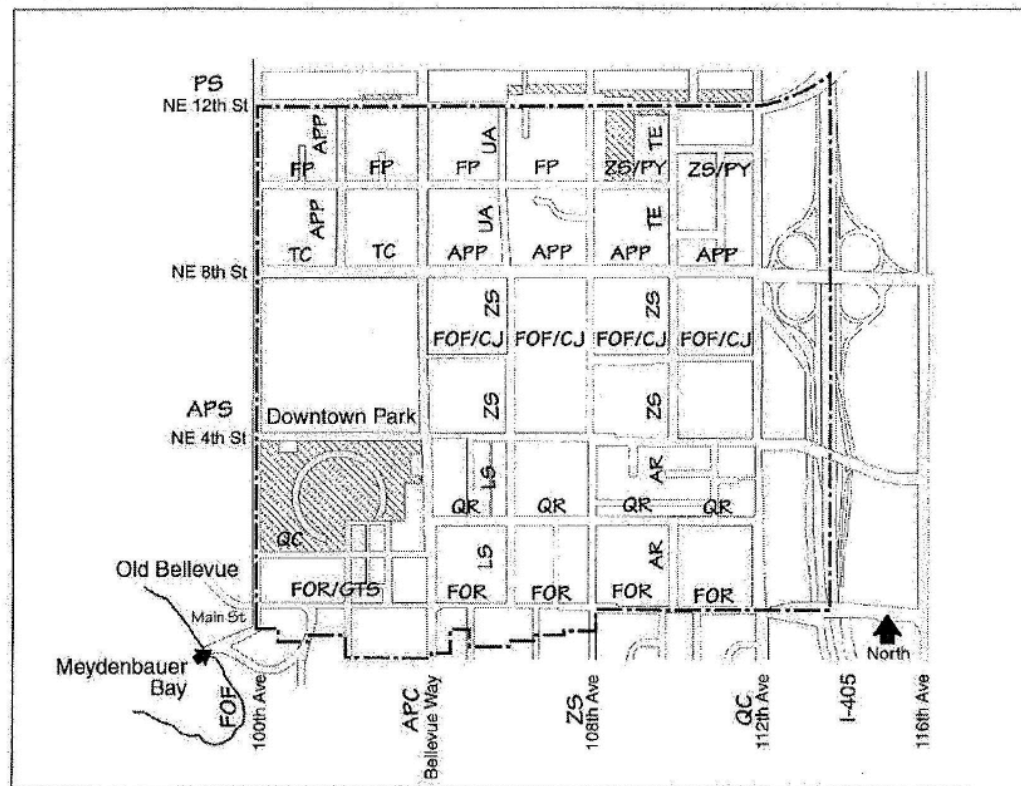 PS
NE 12th St
APP
UA
TE
FP
FP
FP
FP
ZS/PY
ZS/PY
APP
UA
TE
TC
TC
APP
APP
APP
APP
NE 8th St
ZS
ZS
FOF/CJ
FOF/CJ
FOF/CJ
FOF/CJ
ZS
ZS
APS
Downtown Park
NE 4th St
LS
AR
QR
QR
QR
QR
QC
LS
AR
Old Bellevue
FOR/GTS
FOR
FOR
FOR
FOR
Main St
North
Meydenbauer
Bay
FOF
100th Ave
APC
Bellevue Way
ZS
108th Ave
QC
112th Ave
I-405
116th Ave